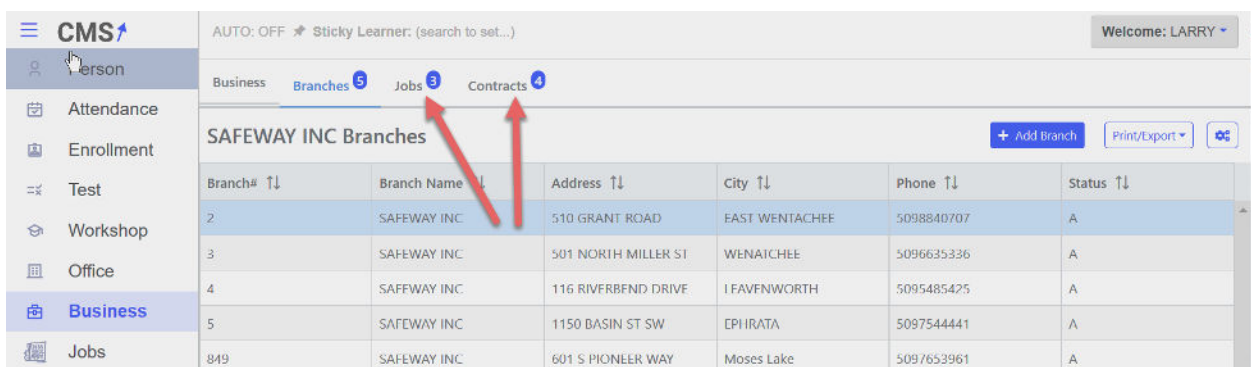 CMS
AUTO: OFF Sticky Learner: (search to set...)
Welcome: LARRY
Person
Attendance
Enrollment
Test
Workshop
Office
Business
Jobs
Business Branches 5 Jobs 3 Contracts 4
SAFEWAY INC Branches
+ Add Branch Print/Export
Branch# Branch Name Address City Phone Status
2 SAFEWAY INC 510 GRANT ROAD EAST WENTACHEE 5098840707 A
3 SAFEWAY INC 501 NORTH MILLER ST WENATCHEE 5096635336 A
4 SAFEWAY INC 116 RIVERBEND DRIVE LEAVENWORTH 5095485425 A
5 SAFEWAY INC 1150 BASIN ST SW EPHRATA 5097544441 A
849 SAFEWAY INC 601 S PIONEER WAY Moses Lake 5097653961 A